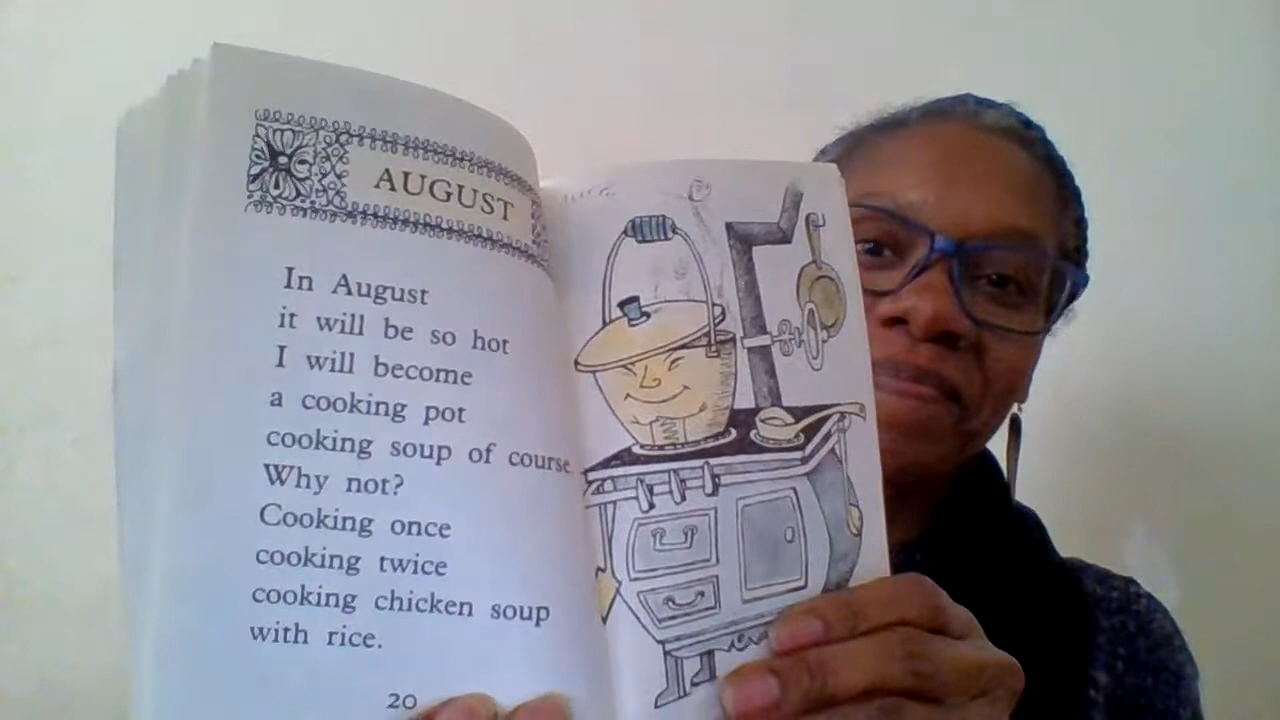 AUGUST
In August
it will be so hot
I will become
a cooking pot
cooking soup of course.
Why not?
Cooking once
cooking twice
cooking chicken soup
with rice.
20